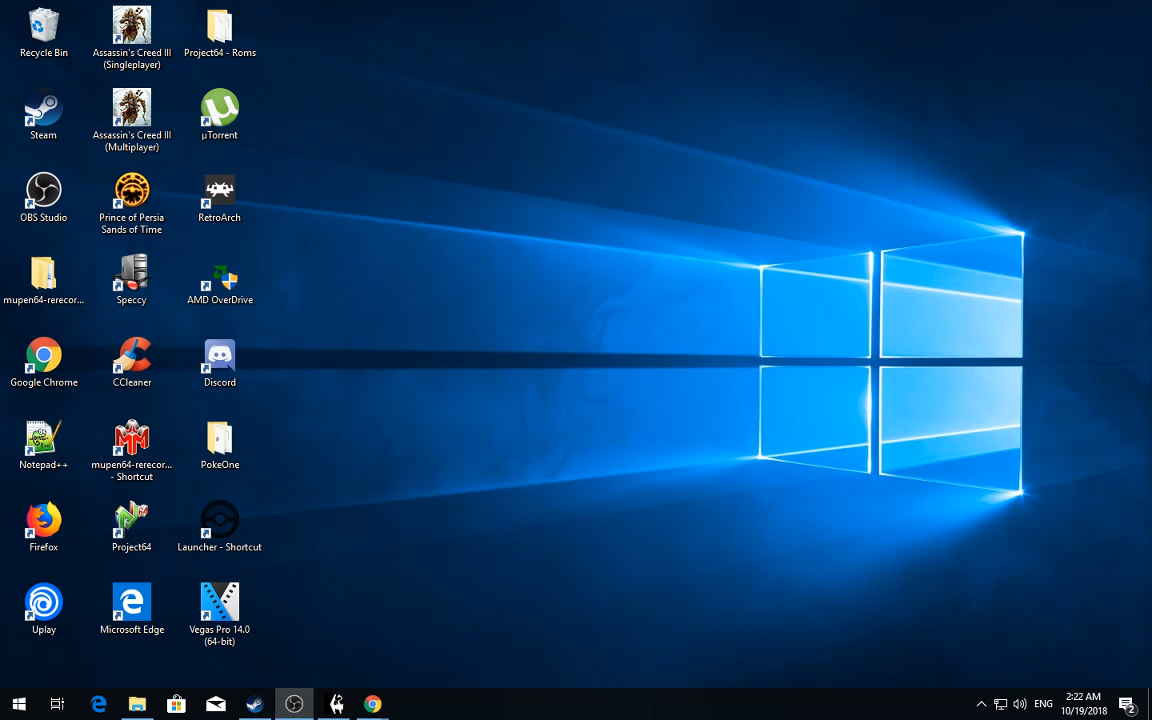 Recycle Bin
Assassin's Creed III
(Singleplayer)
Project64 - Roms
Steam
Assassin's Creed III
(Multiplayer)
µTorrent
OBS Studio
Prince of Persia
Sands of Time
RetroArch
mupen64-rerecor...
Speccy
AMD OverDrive
Google Chrome
CCleaner
Discord
Notepad++
mupen64-rerecor...
- Shortcut
PokeOne
Firefox
Project64
Launcher - Shortcut
Uplay
Microsoft Edge
Vegas Pro 14.0
(64-bit)
ENG
2:22 AM
10/19/2018
2